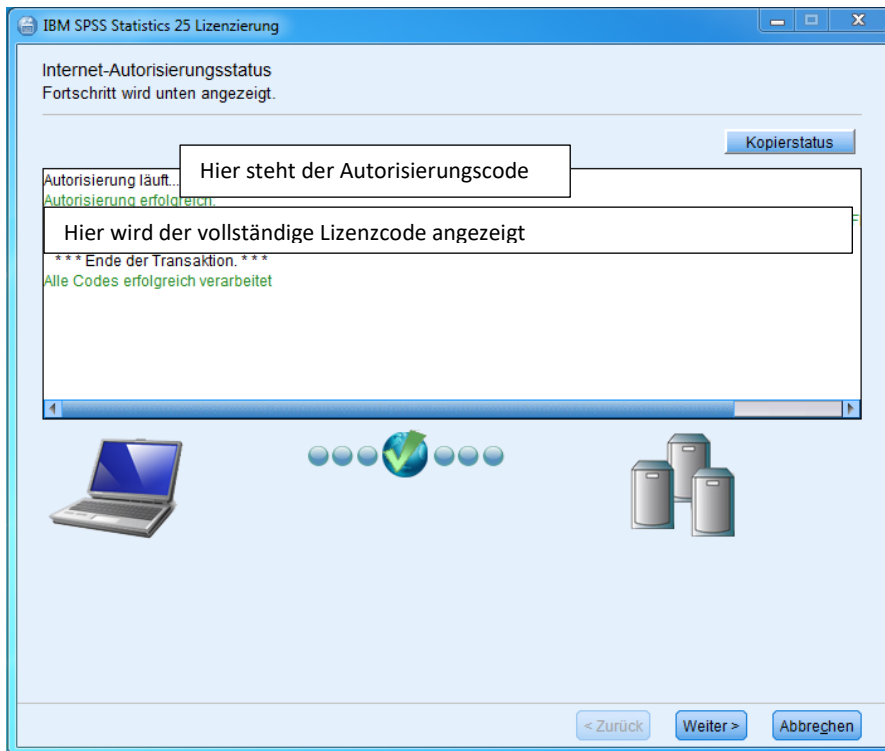 IBM SPSS Statistics 25 Lizenzierung
Internet-Autorisierungsstatus
Fortschritt wird unten angezeigt.
Kopierstatus
Hier steht der Autorisierungscode
Autorisierung läuft...
Autorisierung erfolgreich:
Hier wird der vollständige Lizenzcode angezeigt
* * * Ende der Transaktion. * * *
Alle Codes erfolgreich verarbeitet
< Zurück
Weiter >
Abbrechen